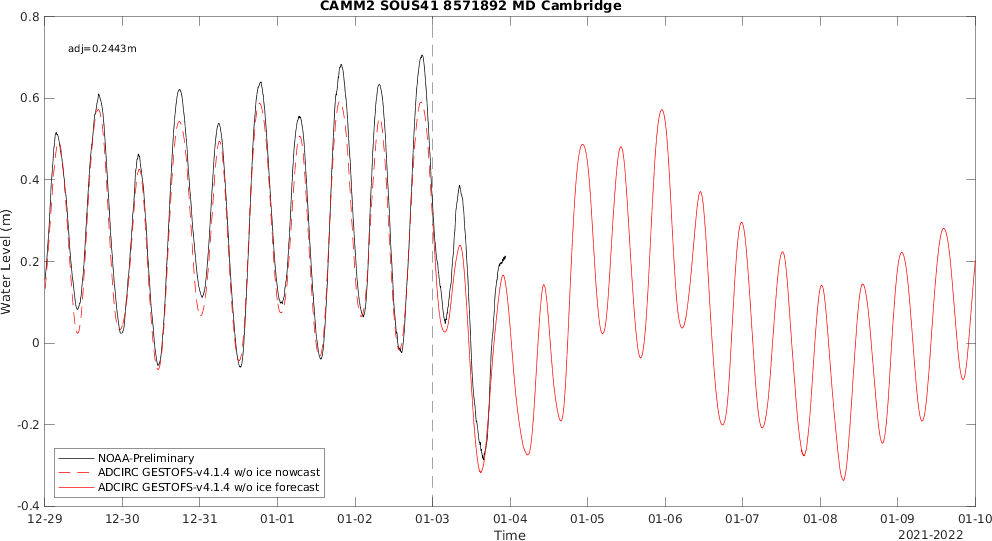 CAMM2 SOUS41 8571892 MD Cambridge
adj=0.2443m
0.8
0.6
0.4
0.2
0
-0.2
-0.4
Water Level (m)
NOAA-Preliminary
ADCIRC GESTOFS-v4.1.4 w/o ice nowcast
ADCIRC GESTOFS-v4.1.4 w/o ice forecast
12-29 12-30 12-31 01-01 01-02 01-03 01-04 01-05 01-06 01-07 01-08 01-09 01-10
Time
2021-2022